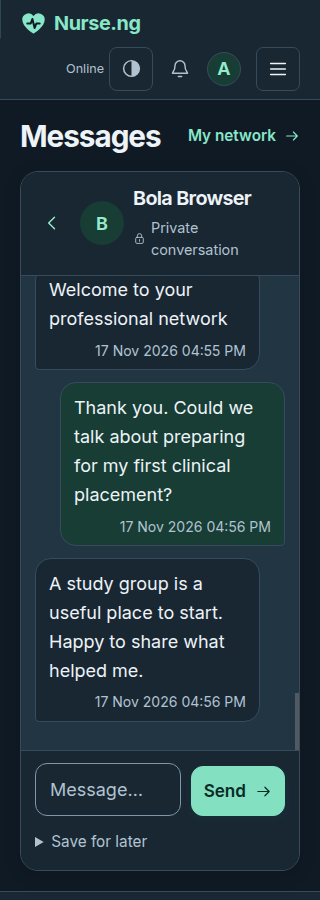 Nurse.ng
Online
A
Messages
My network →
B
Bola Browser
Private
conversation
Welcome to your
professional network
17 Nov 2026 04:55 PM
Thank you. Could we
talk about preparing
for my first clinical
placement?
17 Nov 2026 04:56 PM
A study group is a
useful place to start.
Happy to share what
helped me.
17 Nov 2026 04:56 PM
Message...
Send →
Save for later